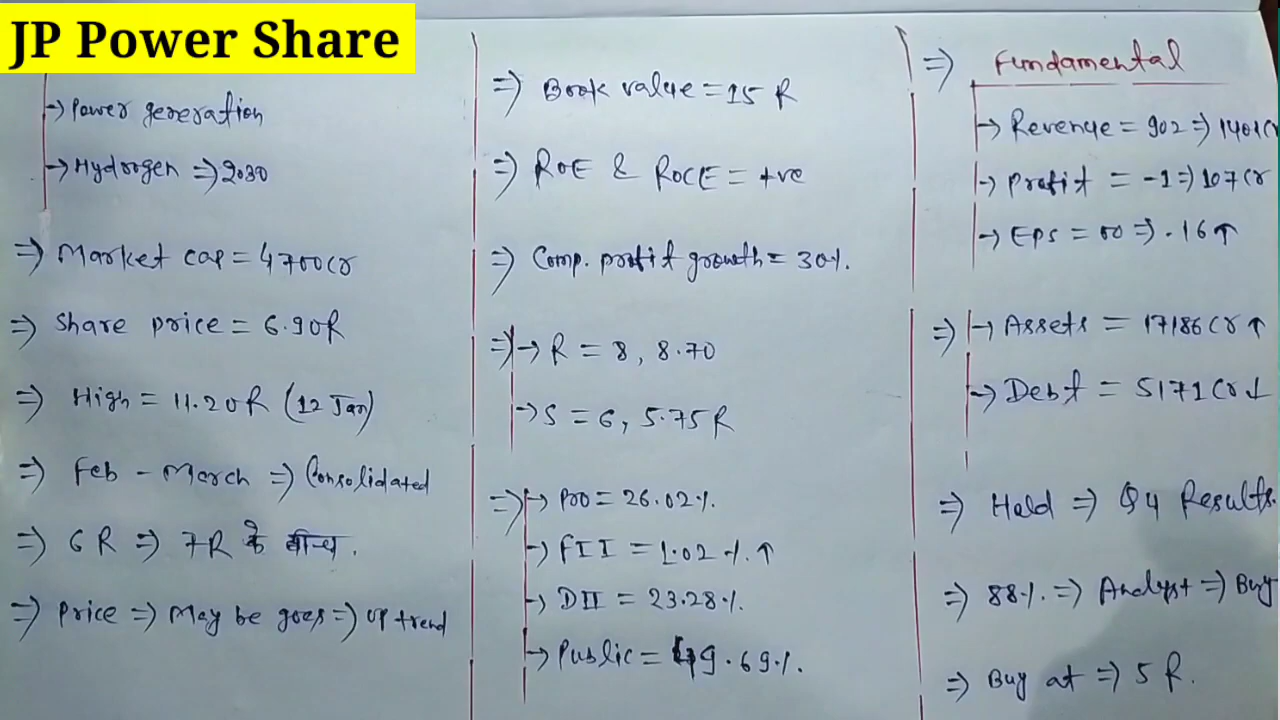 JP Power Share
→ Power generation
→ Hydrogen ⇒ 2030
⇒ Market cap = 4700cr
⇒ Share price = 6.90R
⇒ High = 11.20R (12 Jan)
⇒ Feb - March ⇒ Consolidated
⇒ 6R ⇒ 7R के बीच.
⇒ Price ⇒ May be goes ⇒ up trend
⇒ Book value = 15 R
⇒ ROE & ROCE = +ve
⇒ Comp. profit growth = 30%.
⇒ → R = 8, 8.70
→ S = 6, 5.75 R
⇒ → Pro = 26.02%.
→ FII = 1.02%. ↑
→ DII = 23.28%.
→ Public = 49.69%.
⇒ Fundamental
→ Revenue = 902 ⇒ 1401Cr
→ Profit = -1 ⇒ 107Cr
→ EPS = 00 ⇒ .16 ↑
⇒ → Assets = 17186Cr ↑
→ Debt = 5171Cr ↓
⇒ Hold ⇒ Q4 Results.
⇒ 88%. ⇒ Analyst ⇒ Buy
⇒ Buy at ⇒ 5 R.